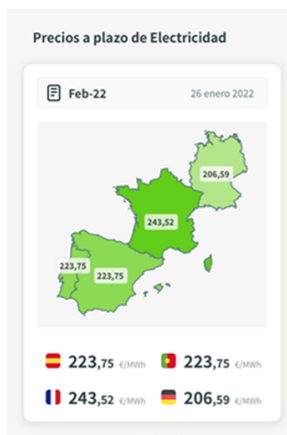 Precios a plazo de Electricidad
Feb-22 26 enero 2022
206,59
243,52
223,75
223,75
223,75 €/MWh 223,75 €/MWh
243,52 €/MWh 206,59 €/MWh